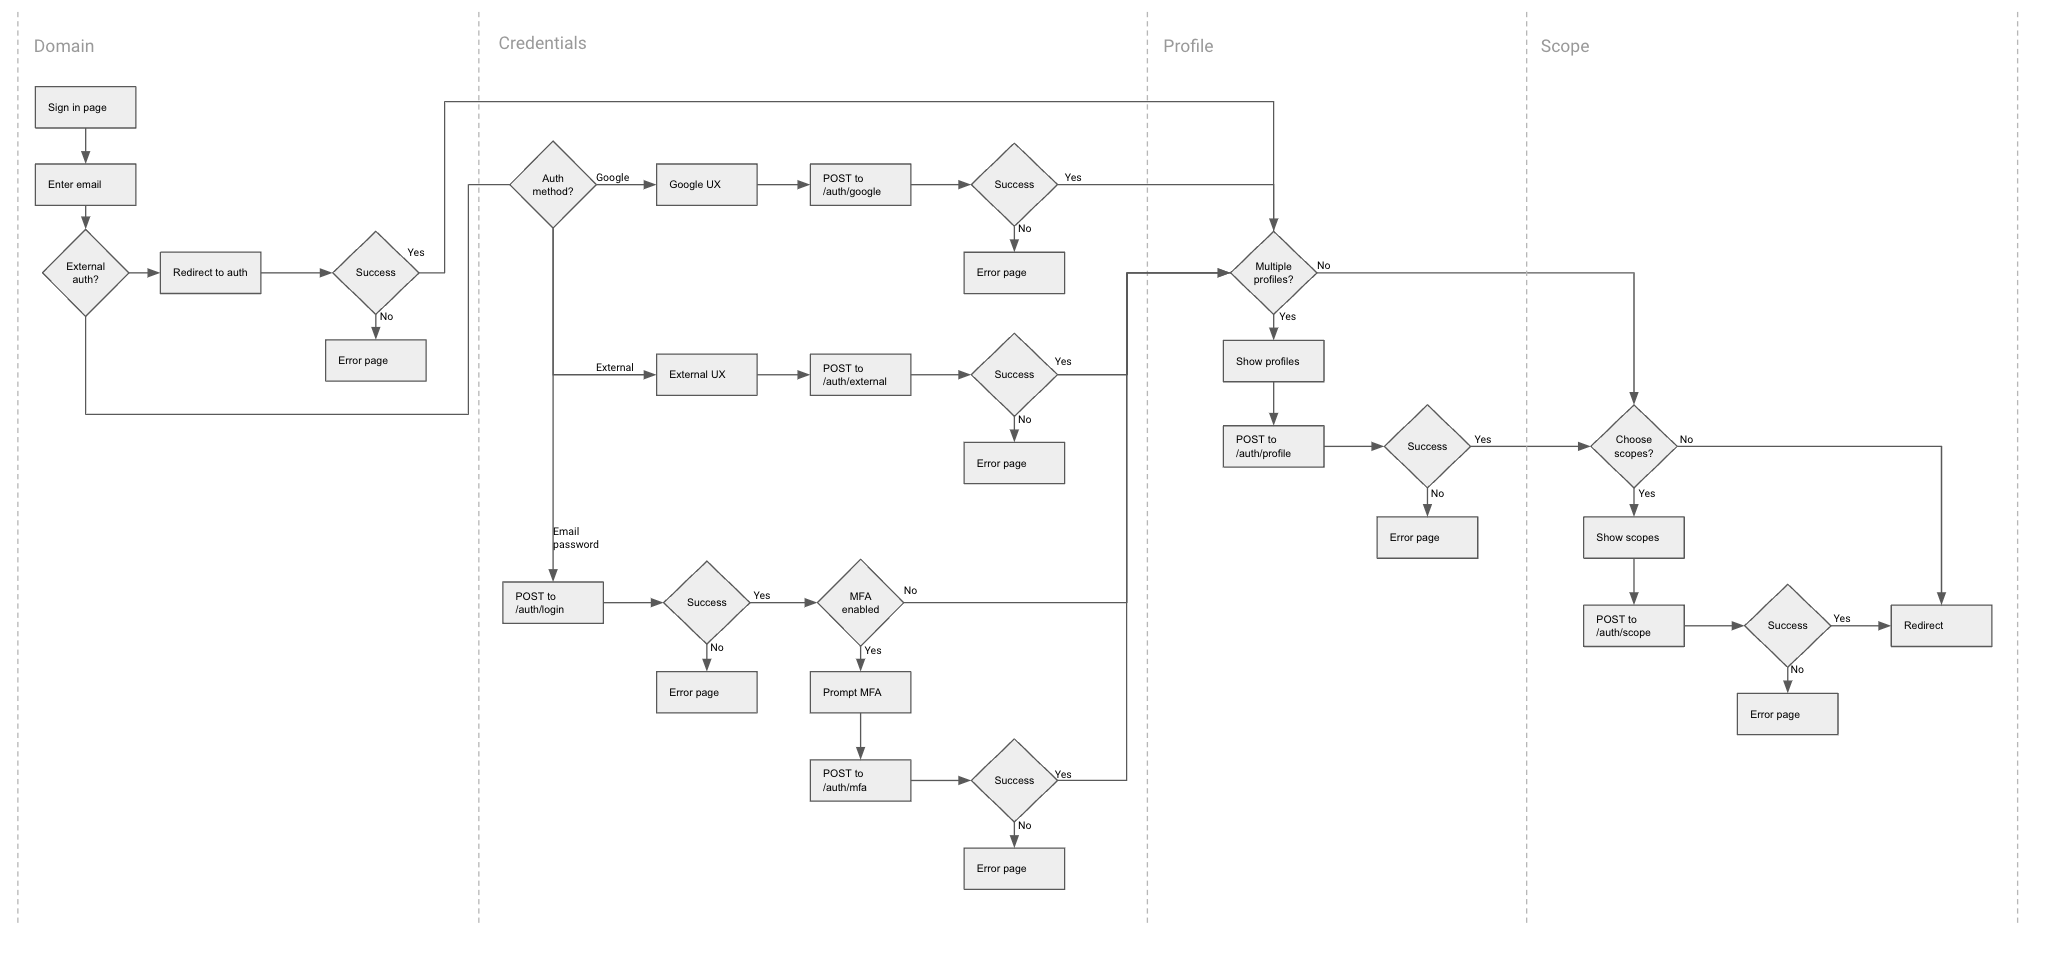 Domain
Sign in page
Enter email
External
auth?
Redirect to auth
Success
Yes
No
Error page
Credentials
Auth
method?
Google
Google UX
POST to
/auth/google
Success
Yes
No
Error page
External
External UX
POST to
/auth/external
Success
Yes
No
Error page
Email
password
POST to
/auth/login
Success
Yes
No
Error page
MFA
enabled
No
Yes
Prompt MFA
POST to
/auth/mfa
Success
Yes
No
Error page
Profile
Multiple
profiles?
No
Yes
Show profiles
POST to
/auth/profile
Success
Yes
No
Error page
Scope
Choose
scopes?
No
Yes
Show scopes
POST to
/auth/scope
Success
Yes
No
Error page
Redirect